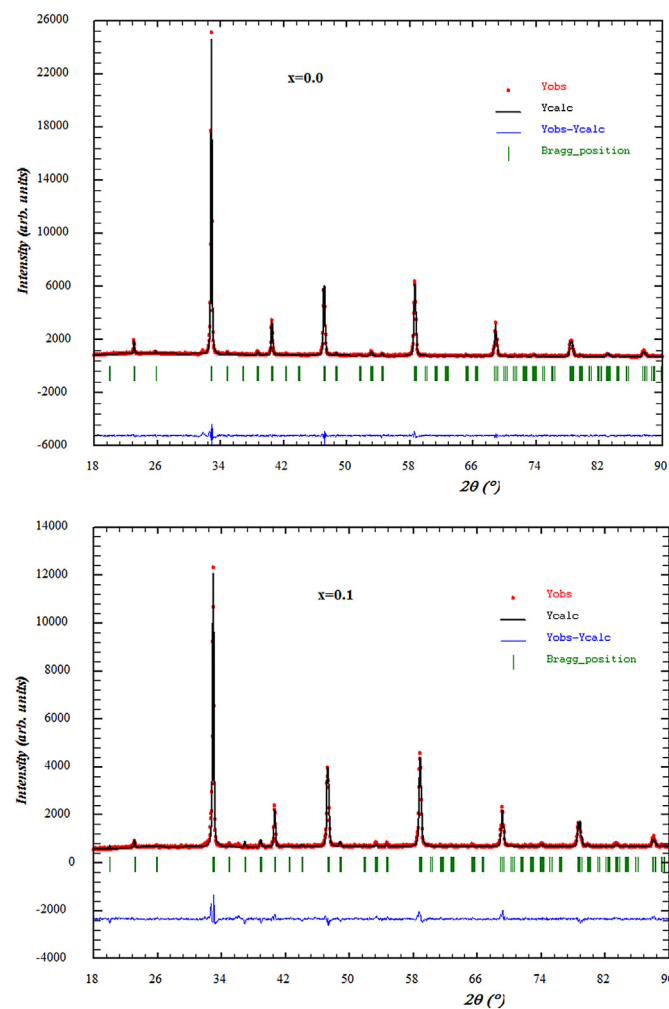 26000
x=0.0
Yobs
22000
Ycalc
Yobs-Ycalc
18000
Bragg_position
14000
Intensity (arb. units)
10000
6000
2000
-2000
-6000
18 26 34 42 50 58 66 74 82 90
2θ (°)
14000
12000
x=0.1
Yobs
Ycalc
10000
Yobs-Ycalc
Bragg_position
8000
Intensity (arb. units)
6000
4000
2000
0
-2000
-4000
18 26 34 42 50 58 66 74 82 90
2θ (°)